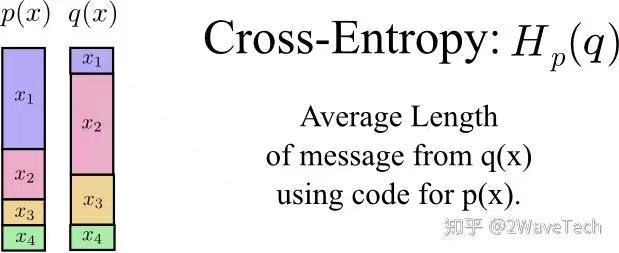 p(x) q(x)
x₁ x₁
x₂ x₂
x₃ x₃
x₄ x₄
Cross-Entropy: Hₚ(q)
Average Length
of message from q(x)
using code for p(x).
知乎 @2WaveTech